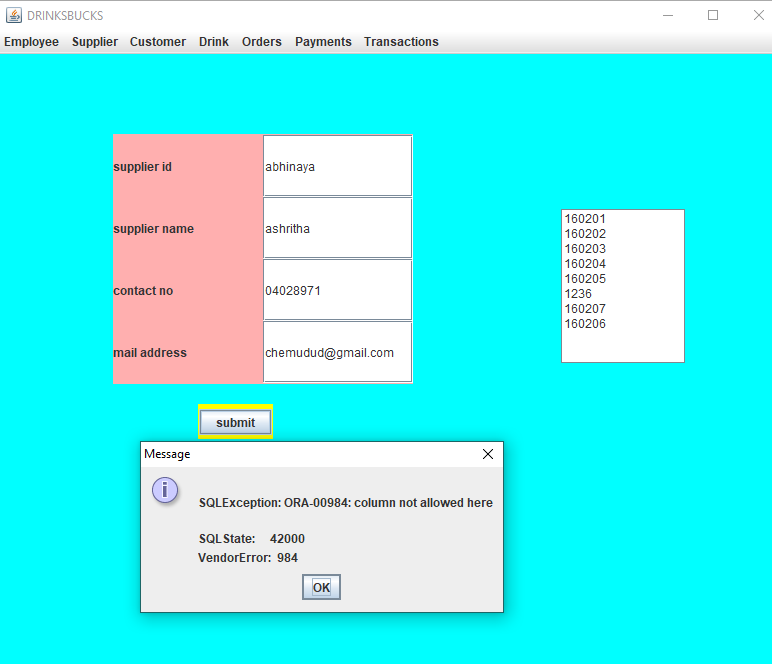 DRINKSBUCKS
Employee Supplier Customer Drink Orders Payments Transactions
supplier id abhinaya
supplier name ashritha
contact no 04028971
mail address chemudud@gmail.com
160201
160202
160203
160204
160205
1236
160207
160206
submit
Message
SQLException: ORA-00984: column not allowed here
SQLState: 42000
VendorError: 984
OK